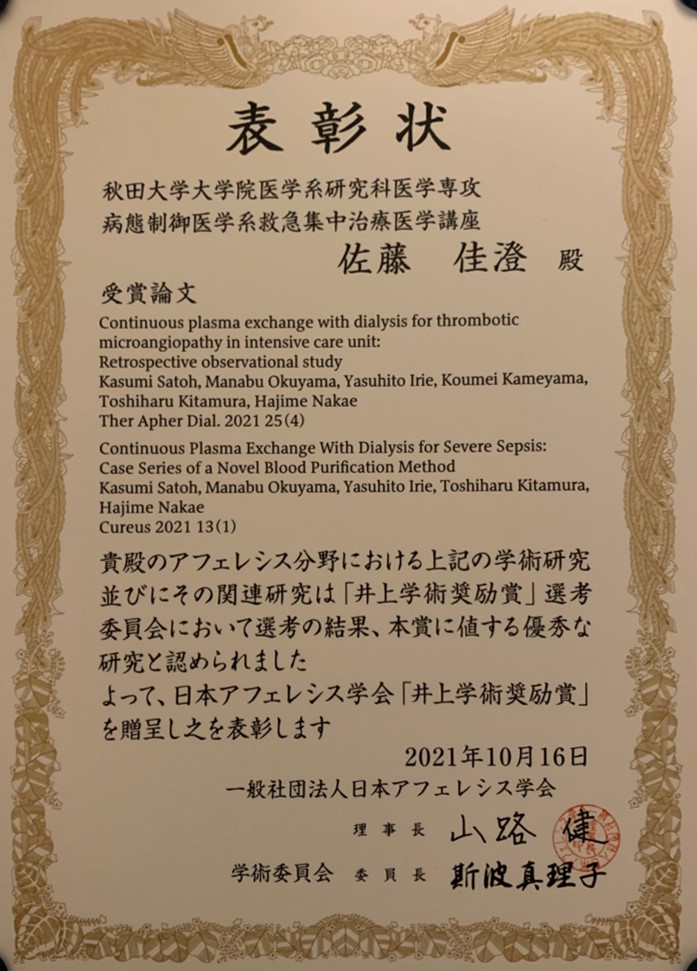 表彰状
秋田大学大学院医学系研究科医学専攻
病態制御医学系救急集中治療医学講座
佐藤　佳澄　殿
受賞論文
Continuous plasma exchange with dialysis for thrombotic
microangiopathy in intensive care unit:
Retrospective observational study
Kasumi Satoh, Manabu Okuyama, Yasuhito Irie, Koumei Kameyama,
Toshiharu Kitamura, Hajime Nakae
Ther Apher Dial. 2021 25(4)
Continuous Plasma Exchange With Dialysis for Severe Sepsis:
Case Series of a Novel Blood Purification Method
Kasumi Satoh, Manabu Okuyama, Yasuhito Irie, Toshiharu Kitamura,
Hajime Nakae
Cureus 2021 13(1)
貴殿のアフェレシス分野における上記の学術研究
並びにその関連研究は「井上学術奨励賞」選考
委員会において選考の結果、本賞に値する優秀な
研究と認められました
よって、日本アフェレシス学会「井上学術奨励賞」
を贈呈し之を表彰します
2021年10月16日
一般社団法人日本アフェレシス学会
理事長　山路　健
学術委員会　委員長　斯波真理子